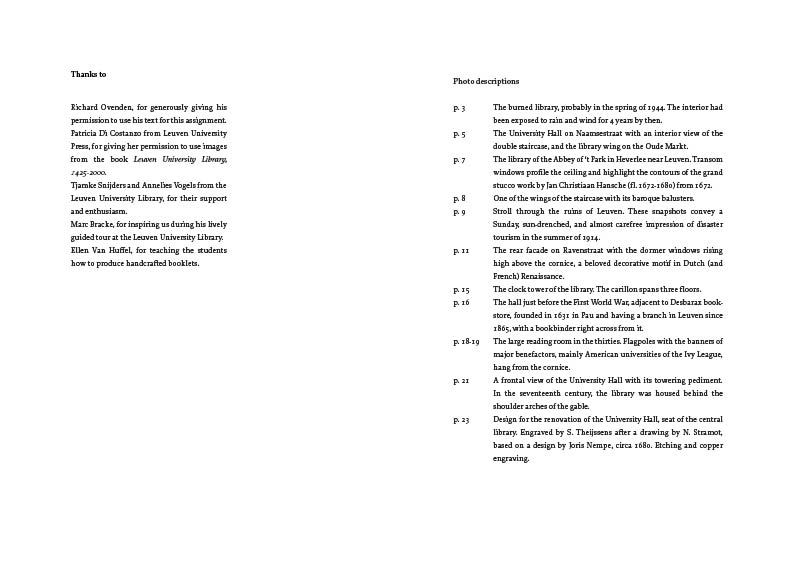 Thanks to
Richard Ovenden, for generously giving his
permission to use his text for this assignment.
Patricia Di Costanzo from Leuven University
Press, for giving her permission to use images
from the book Leuven University Library,
1425-2000.
Tjamke Snijders and Annelies Vogels from the
Leuven University Library, for their support
and enthusiasm.
Marc Bracke, for inspiring us during his lively
guided tour at the Leuven University Library.
Ellen Van Huffel, for teaching the students
how to produce handcrafted booklets.
Photo descriptions
p. 3 The burned library, probably in the spring of 1944. The interior had
been exposed to rain and wind for 4 years by then.
p. 5 The University Hall on Naamsestraat with an interior view of the
double staircase, and the library wing on the Oude Markt.
p. 7 The library of the Abbey of 't Park in Heverlee near Leuven. Transom
windows profile the ceiling and highlight the contours of the grand
stucco work by Jan Christiaan Hansche (fl. 1672-1680) from 1672.
p. 8 One of the wings of the staircase with its baroque balusters.
p. 9 Stroll through the ruins of Leuven. These snapshots convey a
Sunday, sun-drenched, and almost carefree impression of disaster
tourism in the summer of 1914.
p. 11 The rear facade on Ravenstraat with the dormer windows rising
high above the cornice, a beloved decorative motif in Dutch (and
French) Renaissance.
p. 15 The clock tower of the library. The carillon spans three floors.
p. 16 The hall just before the First World War, adjacent to Desbarax book-
store, founded in 1631 in Pau and having a branch in Leuven since
1865, with a bookbinder right across from it.
p. 18-19 The large reading room in the thirties. Flagpoles with the banners of
major benefactors, mainly American universities of the Ivy League,
hang from the cornice.
p. 21 A frontal view of the University Hall with its towering pediment.
In the seventeenth century, the library was housed behind the
shoulder arches of the gable.
p. 23 Design for the renovation of the University Hall, seat of the central
library. Engraved by S. Theijssens after a drawing by N. Stramot,
based on a design by Joris Nempe, circa 1680. Etching and copper
engraving.